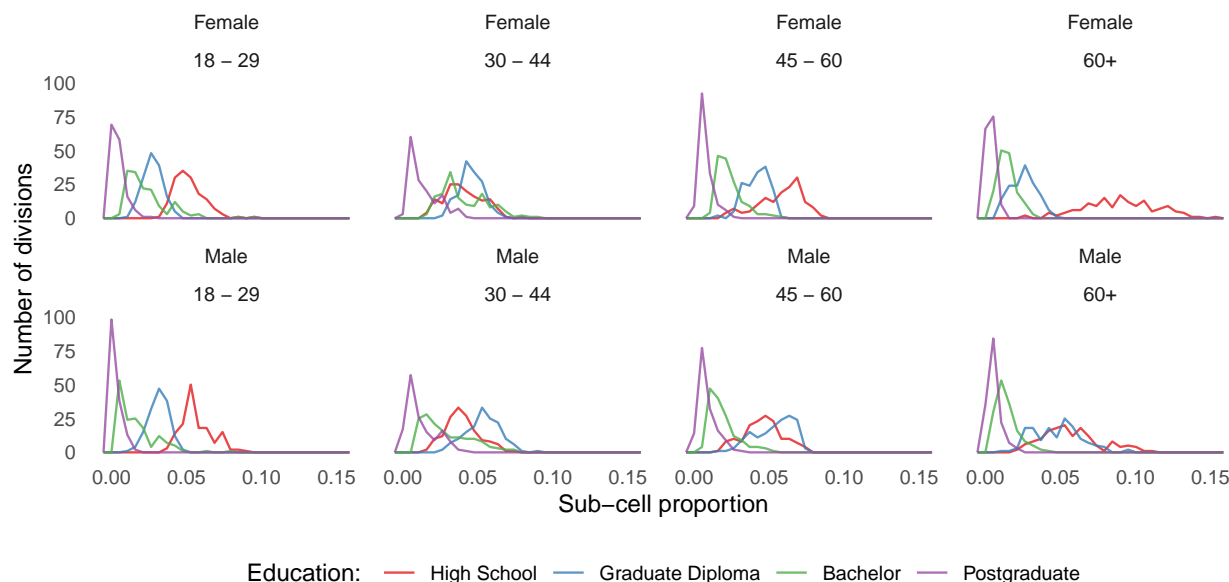 Female Female Female Female
18 − 29 30 − 44 45 − 60 60+
100
75
50
25
0
Male Male Male Male
18 − 29 30 − 44 45 − 60 60+
100
75
50
25
0
Number of divisions
0.00 0.05 0.10 0.15 0.00 0.05 0.10 0.15 0.00 0.05 0.10 0.15 0.00 0.05 0.10 0.15
Sub−cell proportion
Education: High School Graduate Diploma Bachelor Postgraduate